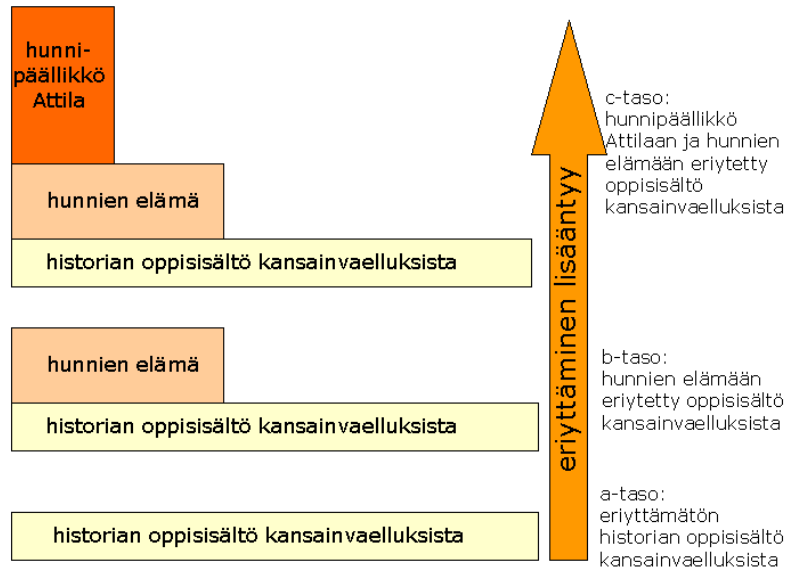 hunni-
päällikkö
Attila
hunnien elämä
historian oppisisältö kansainvaelluksista
hunnien elämä
historian oppisisältö kansainvaelluksista
historian oppisisältö kansainvaelluksista
eriyttäminen lisääntyy
c-taso:
hunnipäällikkö
Attilaan ja hunnien
elämään eriytetty
oppisisältö
kansainvaelluksista
b-taso:
hunnien elämään
eriytetty oppisisältö
kansainvaelluksista
a-taso:
eriyttämätön
historian oppisisältö
kansainvaelluksista